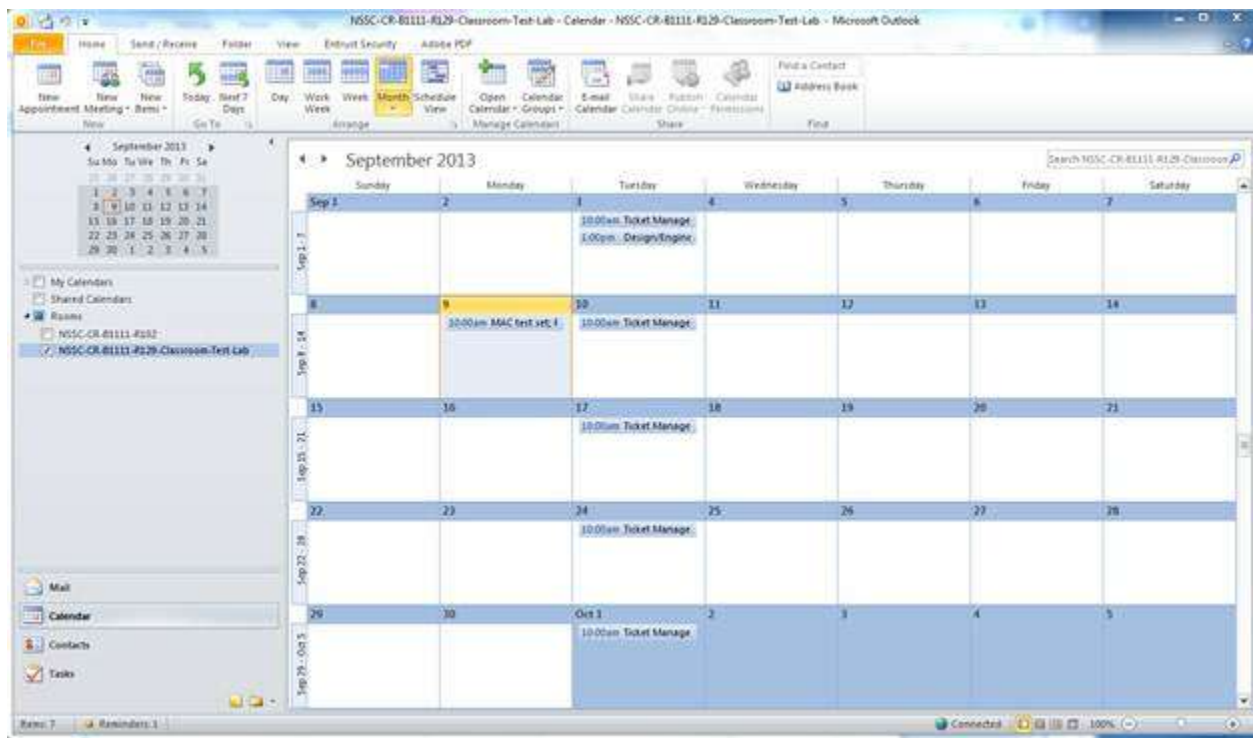 NSSC-CR-B1111-R129-Classroom-Test-Lab - Calendar - NSSC-CR-B1111-R129-Classroom-Test-Lab - Microsoft Outlook
File Home Send / Receive Folder View Entrust Security Adobe PDF
New Appointment
New Meeting
New Items
Today
Next 7 Days
Day
Work Week
Week
Month
Schedule View
Open Calendar
Calendar Groups
E-mail Calendar
Share Calendar
Publish Online
Calendar Permissions
Find a Contact
Address Book
New
Go To
Arrange
Manage Calendars
Share
Find
September 2013
Su Mo Tu We Th Fr Sa
25 26 27 28 29 30 31
1 2 3 4 5 6 7
8 9 10 11 12 13 14
15 16 17 18 19 20 21
22 23 24 25 26 27 28
29 30 1 2 3 4 5
My Calendars
Shared Calendars
Rooms
NSSC-CR-B1111-R102
NSSC-CR-B1111-R129-Classroom-Test-Lab
Mail
Calendar
Contacts
Tasks
September 2013
Search NSSC-CR-B1111-R129-Classroom
Sunday Monday Tuesday Wednesday Thursday Friday Saturday
Sep 1 - 7
Sep 1 2 3 4 5 6 7
10:00am Ticket Manage
1:00pm Design/Engine
Sep 8 - 14
8 9 10 11 12 13 14
10:00am MAC test set;
10:00am Ticket Manage
Sep 15 - 21
15 16 17 18 19 20 21
10:00am Ticket Manage
Sep 22 - 28
22 23 24 25 26 27 28
10:00am Ticket Manage
Sep 29 - Oct 5
29 30 Oct 1 2 3 4 5
10:00am Ticket Manage
Items: 7 Reminders: 1
Connected 100%